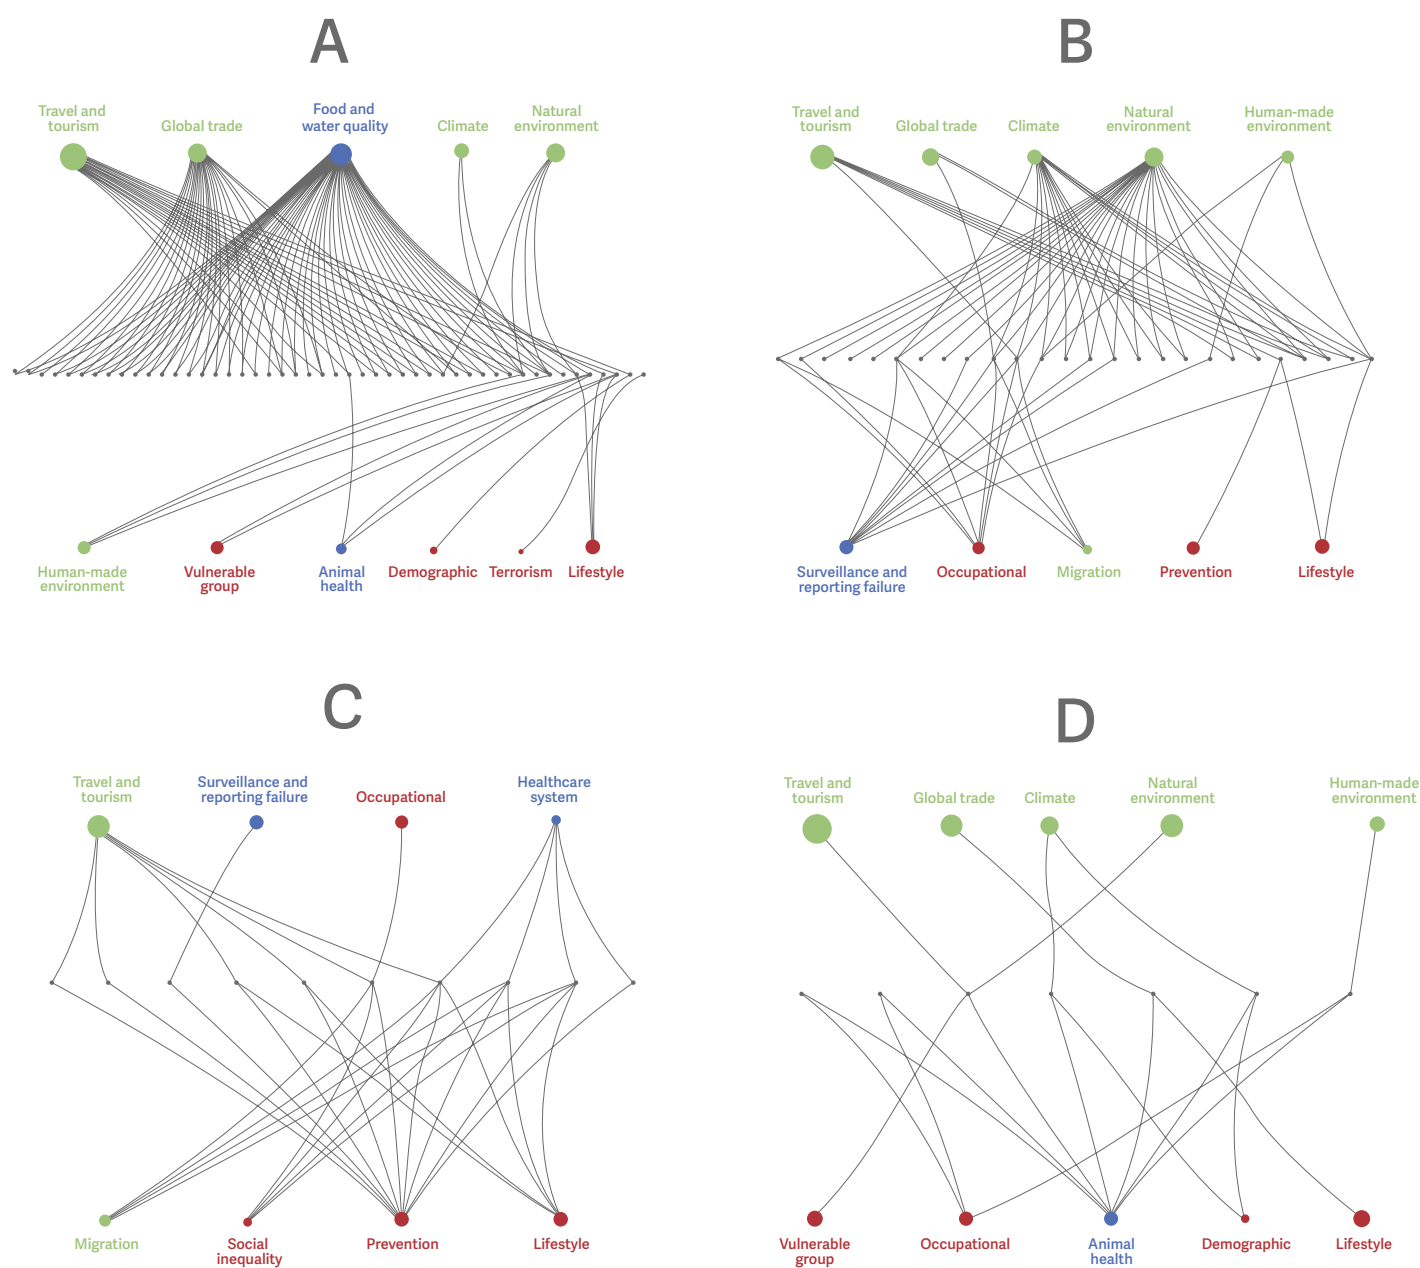 A
Travel and
tourism
Global trade
Food and
water quality
Climate
Natural
environment
Human-made
environment
Vulnerable
group
Animal
health
Demographic
Terrorism
Lifestyle
B
Travel and
tourism
Global trade
Climate
Natural
environment
Human-made
environment
Surveillance and
reporting failure
Occupational
Migration
Prevention
Lifestyle
C
Travel and
tourism
Surveillance and
reporting failure
Occupational
Healthcare
system
Migration
Social
inequality
Prevention
Lifestyle
D
Travel and
tourism
Global trade
Climate
Natural
environment
Human-made
environment
Vulnerable
group
Occupational
Animal
health
Demographic
Lifestyle